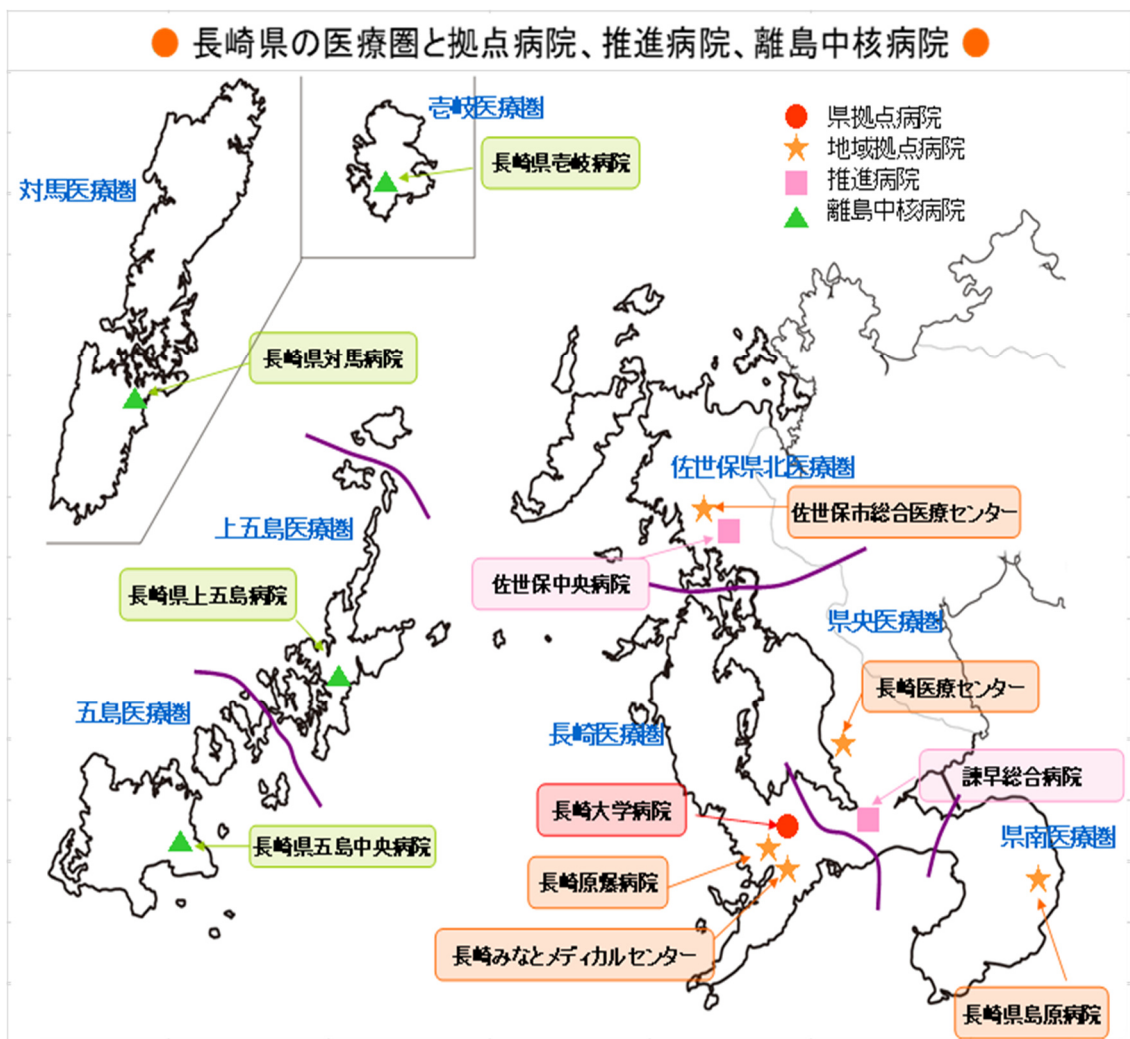 ● 長崎県の医療圏と拠点病院、推進病院、離島中核病院 ●
壱岐医療圏
長崎県壱岐病院
県拠点病院
地域拠点病院
推進病院
離島中核病院
対馬医療圏
長崎県対馬病院
佐世保県北医療圏
佐世保市総合医療センター
佐世保中央病院
上五島医療圏
長崎県上五島病院
県央医療圏
長崎医療センター
五島医療圏
長崎医療圏
諫早総合病院
長崎大学病院
県南医療圏
長崎県五島中央病院
長崎原爆病院
長崎みなとメディカルセンター
長崎県島原病院